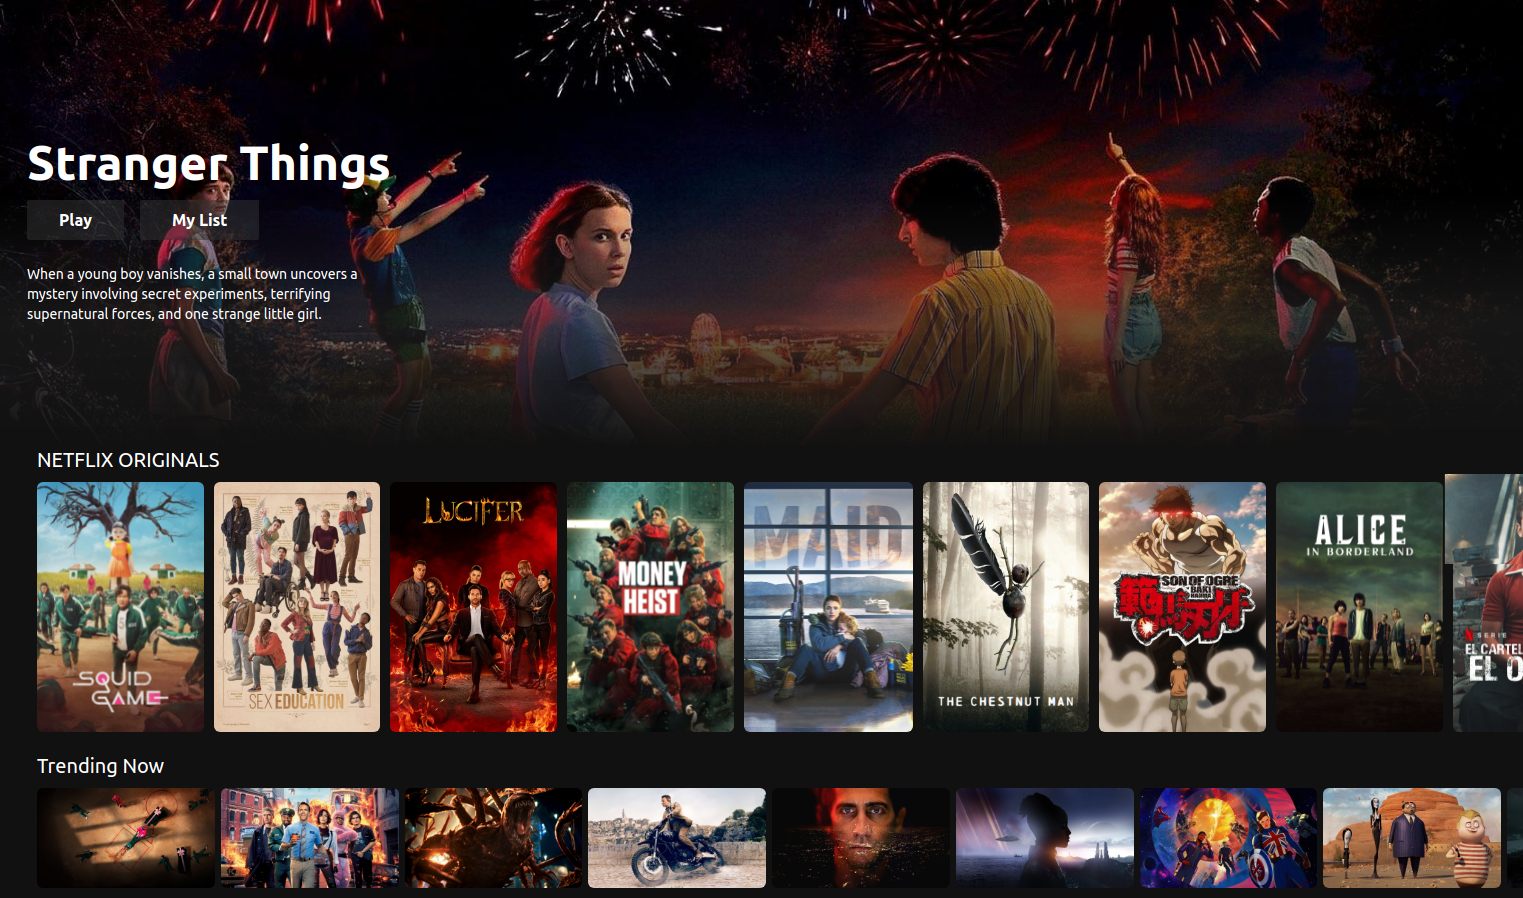 Stranger Things
Play
My List
When a young boy vanishes, a small town uncovers a
mystery involving secret experiments, terrifying
supernatural forces, and one strange little girl.
NETFLIX ORIGINALS
SQUID
GAME
SEX EDUCATION
LUCIFER
MONEY
HEIST
MAID
THE CHESTNUT MAN
SON OF OGRE
BAKI
HANMA
ALICE
IN BORDERLAND
N SERIE
EL CARTEL
EL
Trending Now